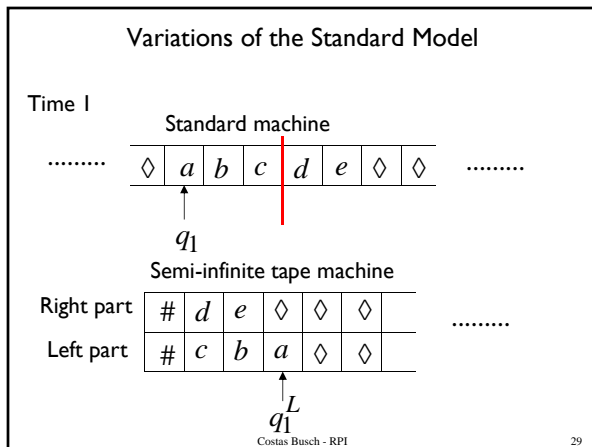 Variations of the Standard Model
Time 1
Standard machine
......... ◊ a b c d e ◊ ◊ .........
q1
Semi-infinite tape machine
Right part # d e ◊ ◊ ◊ .........
Left part # c b a ◊ ◊
q1^L
Costas Busch - RPI 29